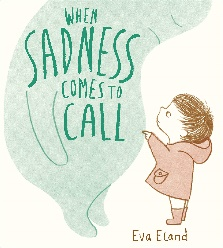 WHEN
SADNESS
COMES TO
CALL
Eva Eland